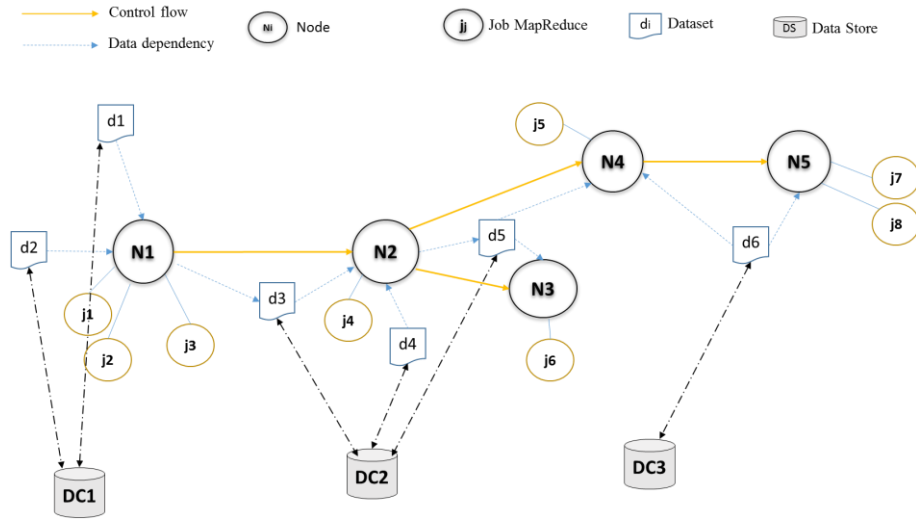 Control flow
Data dependency
Ni
Node
jj
Job MapReduce
di
Dataset
DS
Data Store
d1
j5
N4
N5
j7
j8
d2
N1
N2
d5
d6
d3
N3
j1
j2
j3
j4
d4
j6
DC1
DC2
DC3